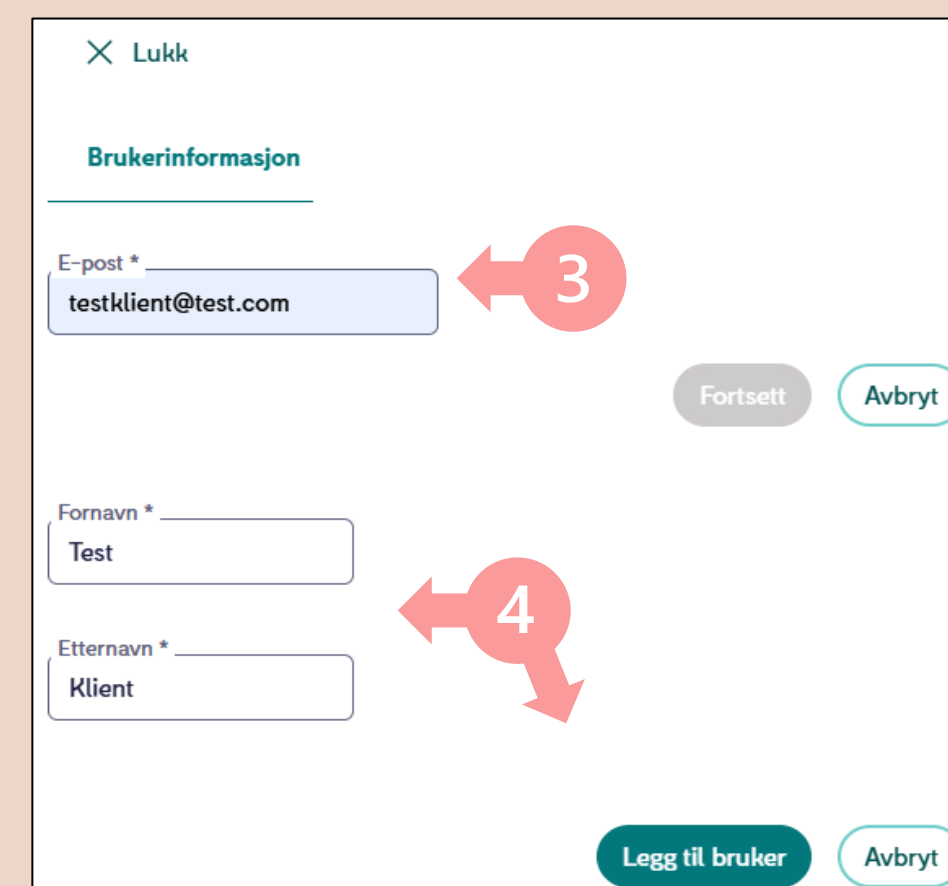 Lukk
Brukerinformasjon
E-post *
testklient@test.com
3
Fortsett
Avbryt
Fornavn *
Test
4
Etternavn *
Klient
Legg til bruker
Avbryt